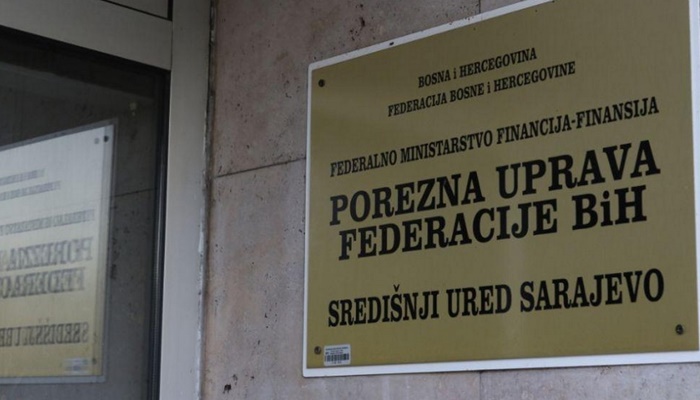 BOSNA i HERCEGOVINA
FEDERACIJA BOSNE i HERCEGOVINE
FEDERALNO MINISTARSTVO FINANCIJA-FINANSIJA
POREZNA UPRAVA
FEDERACIJE BiH
SREDIŠNJI URED SARAJEVO